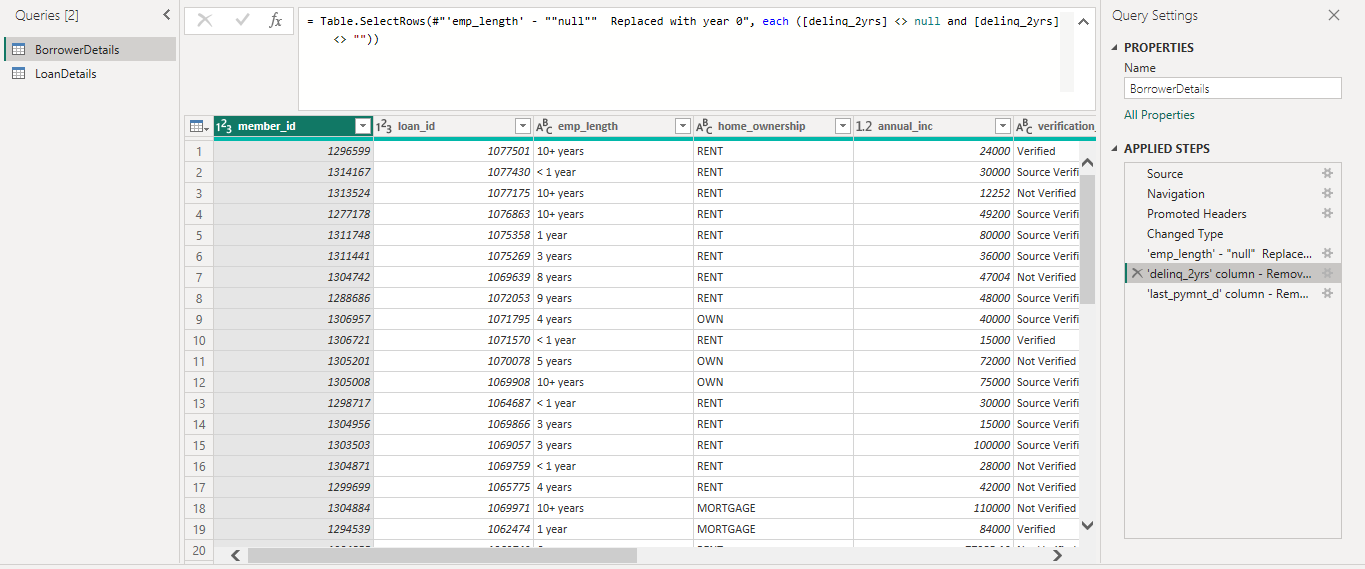 Queries [2]
BorrowerDetails
LoanDetails
fx
= Table.SelectRows(#"'emp_length' - ""null""  Replaced with year 0", each ([delinq_2yrs] <> null and [delinq_2yrs]
<> ""))
1²3 member_id 1²3 loan_id ABC emp_length ABC home_ownership 1.2 annual_inc ABC verification_
1 1296599 1077501 10+ years RENT 24000 Verified
2 1314167 1077430 < 1 year RENT 30000 Source Verifi
3 1313524 1077175 10+ years RENT 12252 Not Verified
4 1277178 1076863 10+ years RENT 49200 Source Verifi
5 1311748 1075358 1 year RENT 80000 Source Verifi
6 1311441 1075269 3 years RENT 36000 Source Verifi
7 1304742 1069639 8 years RENT 47004 Not Verified
8 1288686 1072053 9 years RENT 48000 Source Verifi
9 1306957 1071795 4 years OWN 40000 Source Verifi
10 1306721 1071570 < 1 year RENT 15000 Verified
11 1305201 1070078 5 years OWN 72000 Not Verified
12 1305008 1069908 10+ years OWN 75000 Source Verifi
13 1298717 1064687 < 1 year RENT 30000 Source Verifi
14 1304956 1069866 3 years RENT 15000 Source Verifi
15 1303503 1069057 3 years RENT 100000 Source Verifi
16 1304871 1069759 < 1 year RENT 28000 Not Verified
17 1299699 1065775 4 years RENT 42000 Not Verified
18 1304884 1069971 10+ years MORTGAGE 110000 Not Verified
19 1294539 1062474 1 year MORTGAGE 84000 Verified
20
Query Settings
PROPERTIES
Name
BorrowerDetails
All Properties
APPLIED STEPS
Source
Navigation
Promoted Headers
Changed Type
'emp_length' - "null"  Replace...
'delinq_2yrs' column - Remov...
'last_pymnt_d' column - Rem...